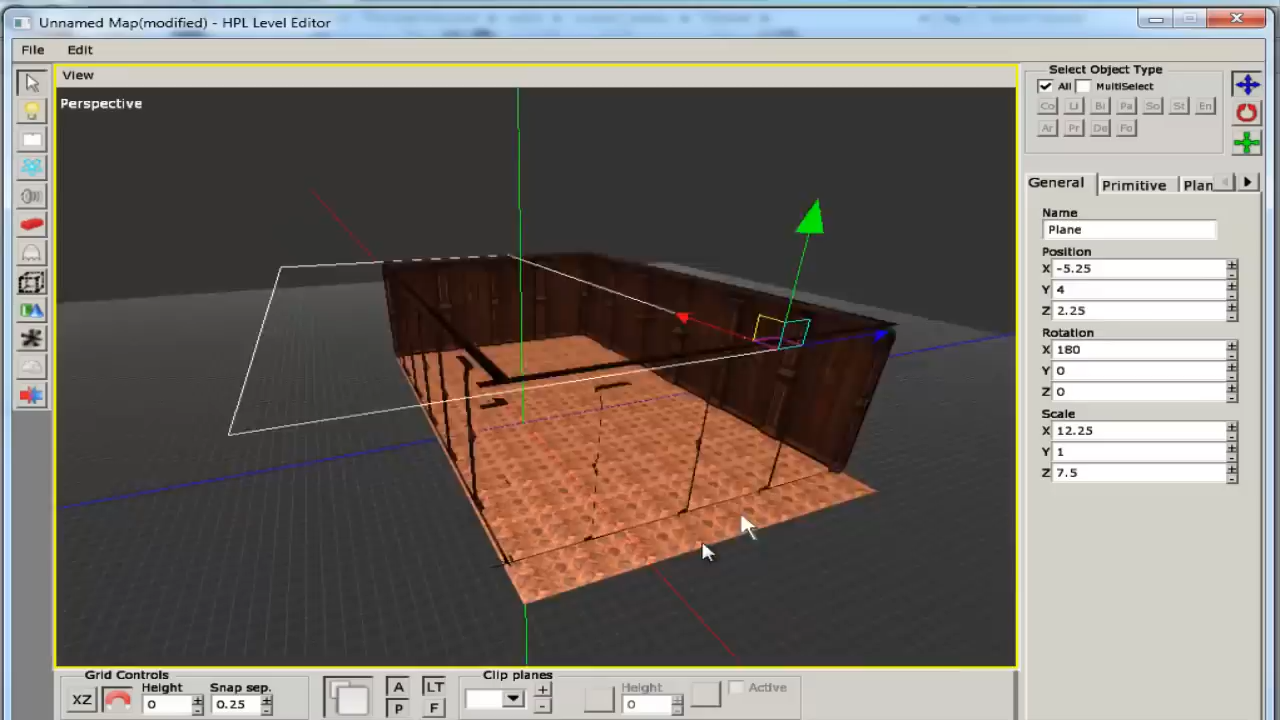 Unnamed Map(modified) - HPL Level Editor
File Edit
View
Perspective
Select Object Type
All MultiSelect
Co Li Bi Pa So St En
Ar Pr De Fo
General Primitive Plan
Name
Plane
Position
X -5.25
Y 4
Z 2.25
Rotation
X 180
Y 0
Z 0
Scale
X 12.25
Y 1
Z 7.5
Grid Controls
XZ Height Snap sep.
0 0.25
A LT
P F
Clip planes
Height
0
Active